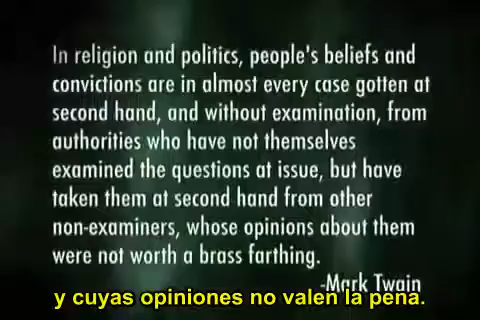 In religion and politics, people's beliefs and
convictions are in almost every case gotten at
second hand, and without examination, from
authorities who have not themselves
examined the questions at issue, but have
taken them at second hand from other
non-examiners, whose opinions about them
were not worth a brass farthing.
-Mark Twain
y cuyas opiniones no valen la pena.